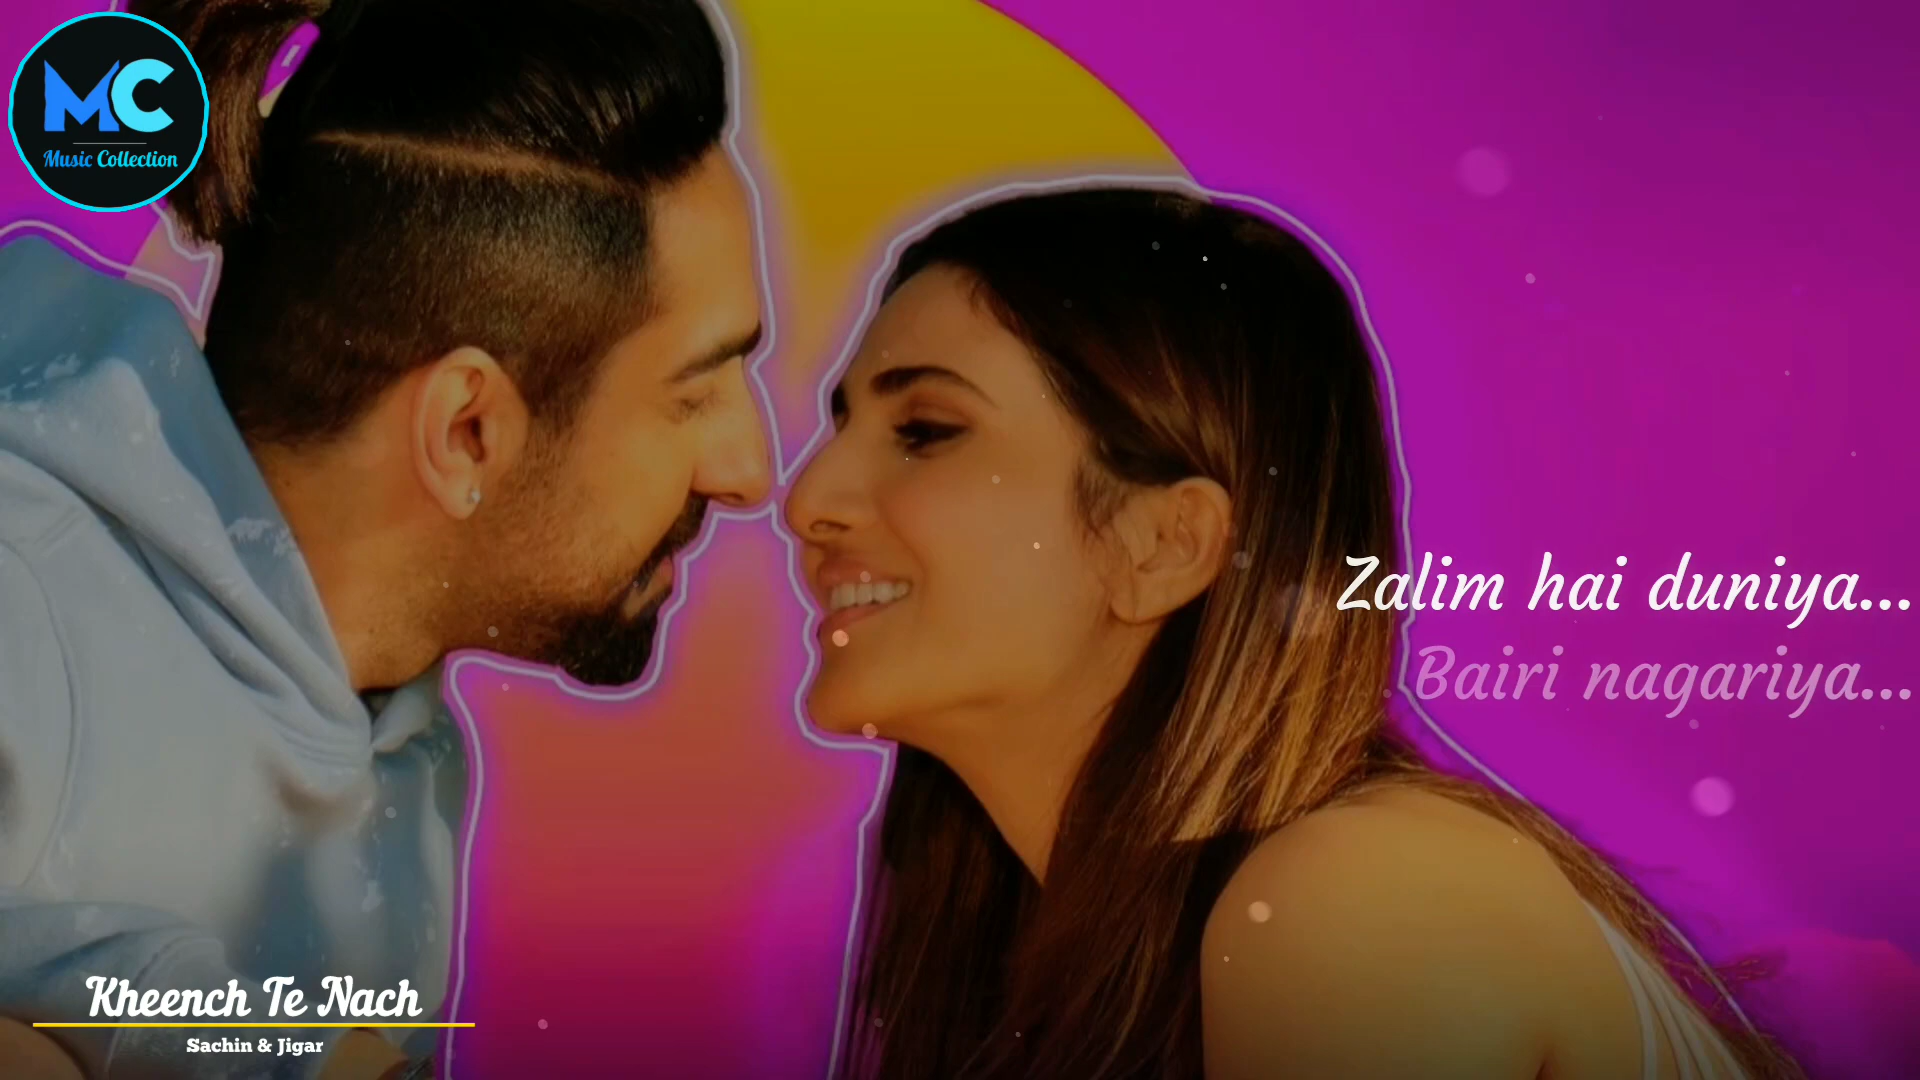 MC
Music Collection
Zalim hai duniya...
Bairi nagariya...
Kheench Te Nach
Sachin & Jigar